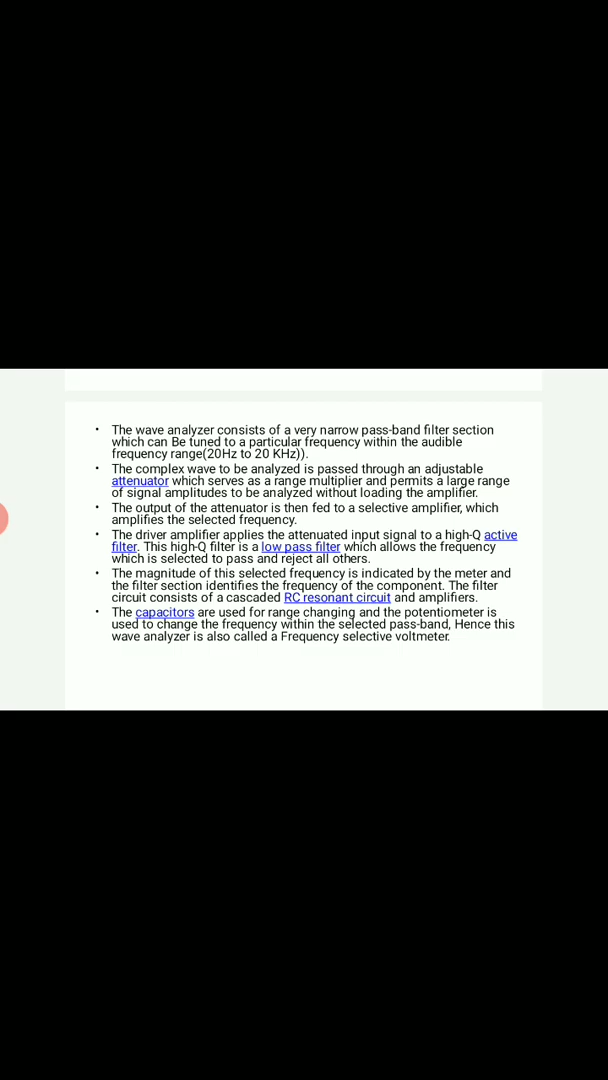 • The wave analyzer consists of a very narrow pass-band filter section
which can Be tuned to a particular frequency within the audible
frequency range(20Hz to 20 KHz)).
• The complex wave to be analyzed is passed through an adjustable
attenuator which serves as a range multiplier and permits a large range
of signal amplitudes to be analyzed without loading the amplifier.
• The output of the attenuator is then fed to a selective amplifier, which
amplifies the selected frequency.
• The driver amplifier applies the attenuated input signal to a high-Q active
filter. This high-Q filter is a low pass filter which allows the frequency
which is selected to pass and reject all others.
• The magnitude of this selected frequency is indicated by the meter and
the filter section identifies the frequency of the component. The filter
circuit consists of a cascaded RC resonant circuit and amplifiers.
• The capacitors are used for range changing and the potentiometer is
used to change the frequency within the selected pass-band, Hence this
wave analyzer is also called a Frequency selective voltmeter.